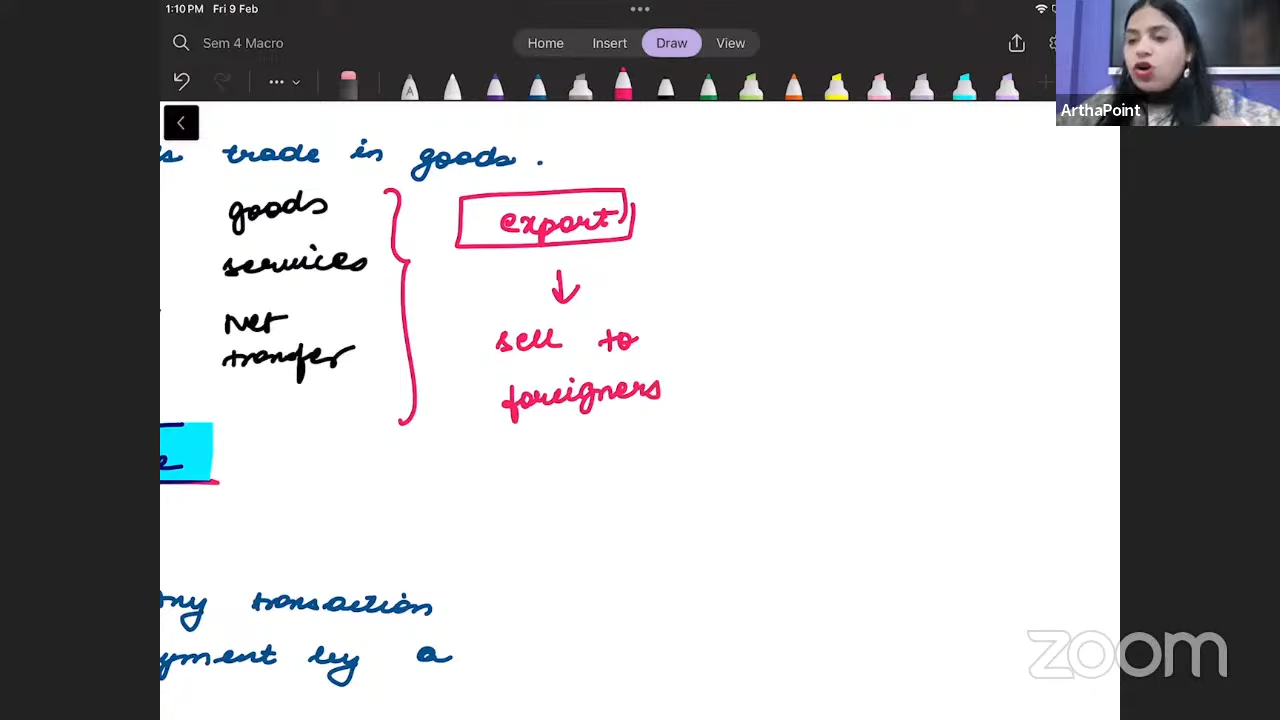 1:10 PM Fri 9 Feb
Sem 4 Macro
Home Insert Draw View
A
ArthaPoint
trade in goods.
goods
services
Net
transfer
export
sell to
foreigners
transaction
by a
zoom